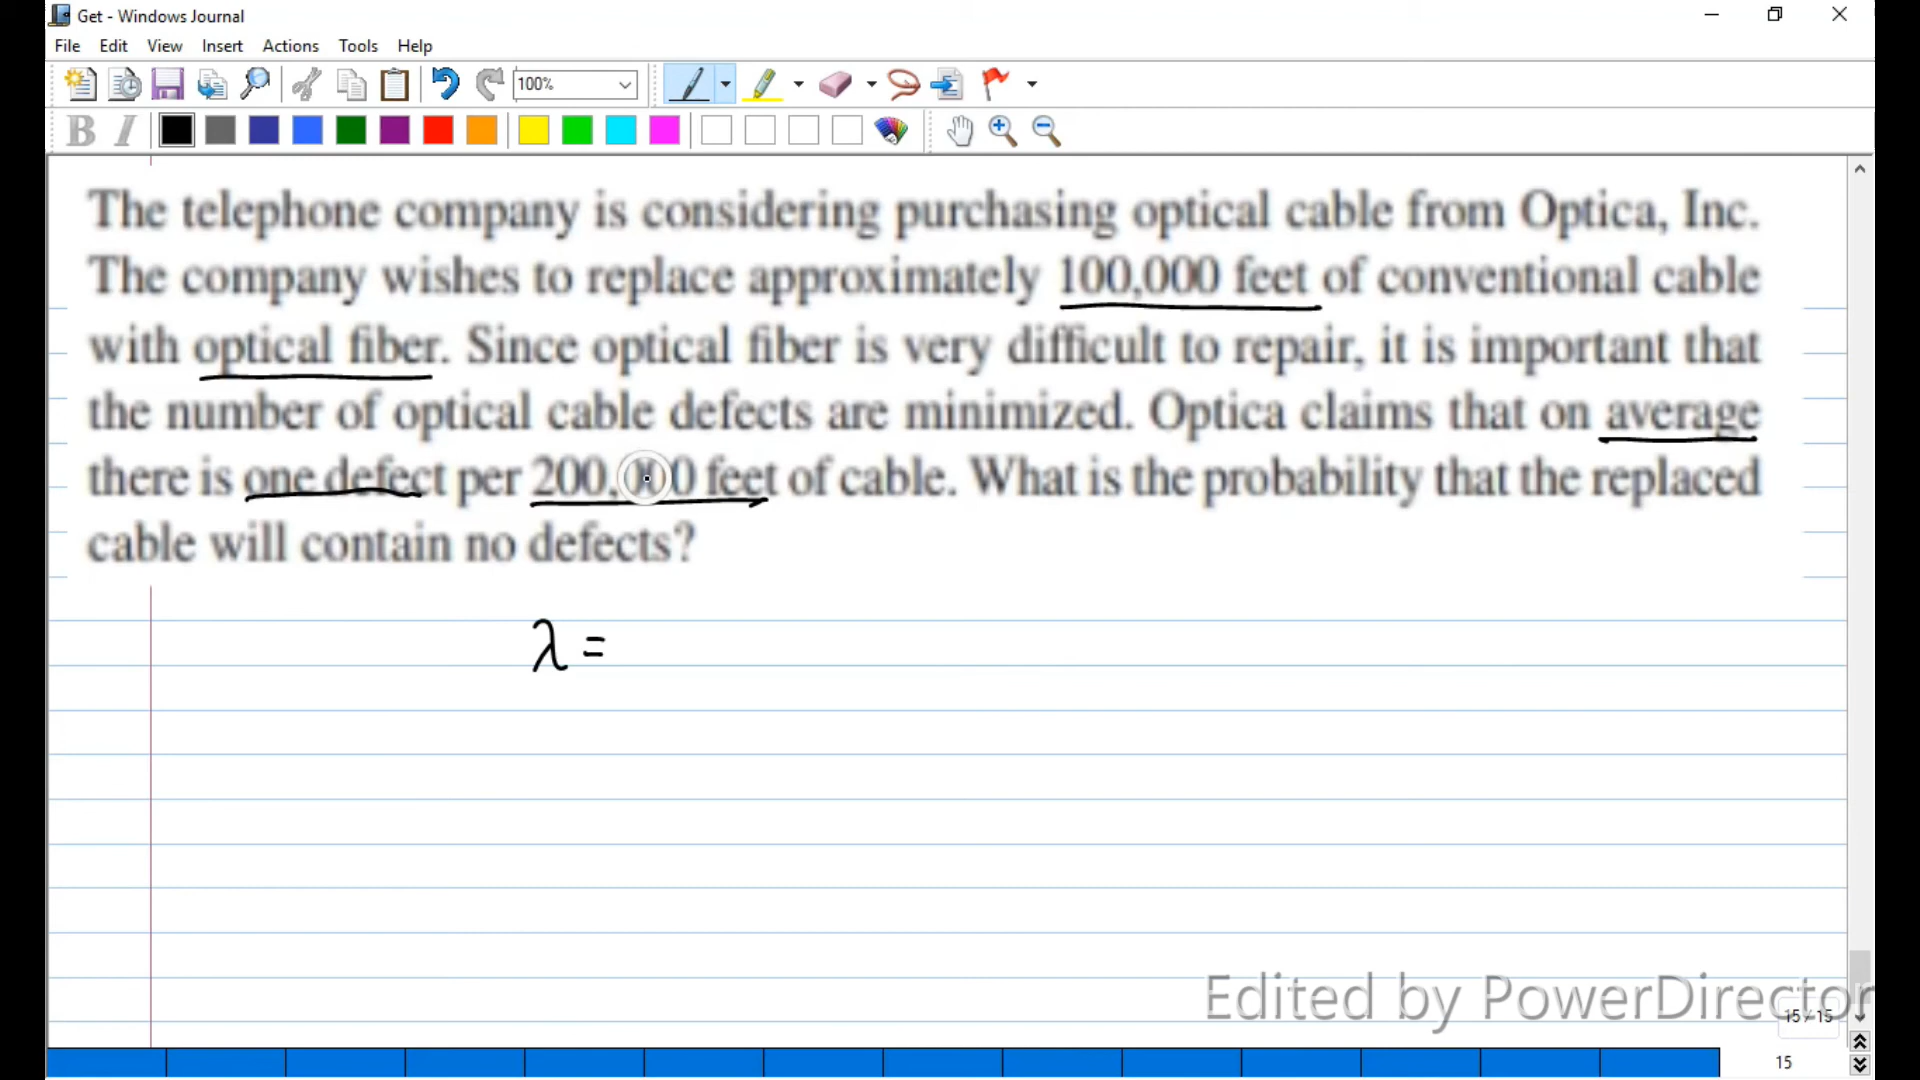 Get - Windows Journal
File Edit View Insert Actions Tools Help
100%
B I
The telephone company is considering purchasing optical cable from Optica, Inc.
The company wishes to replace approximately 100,000 feet of conventional cable
with optical fiber. Since optical fiber is very difficult to repair, it is important that
the number of optical cable defects are minimized. Optica claims that on average
there is one defect per 200,000 feet of cable. What is the probability that the replaced
cable will contain no defects?
λ =
Edited by PowerDirector
15 / 15
15